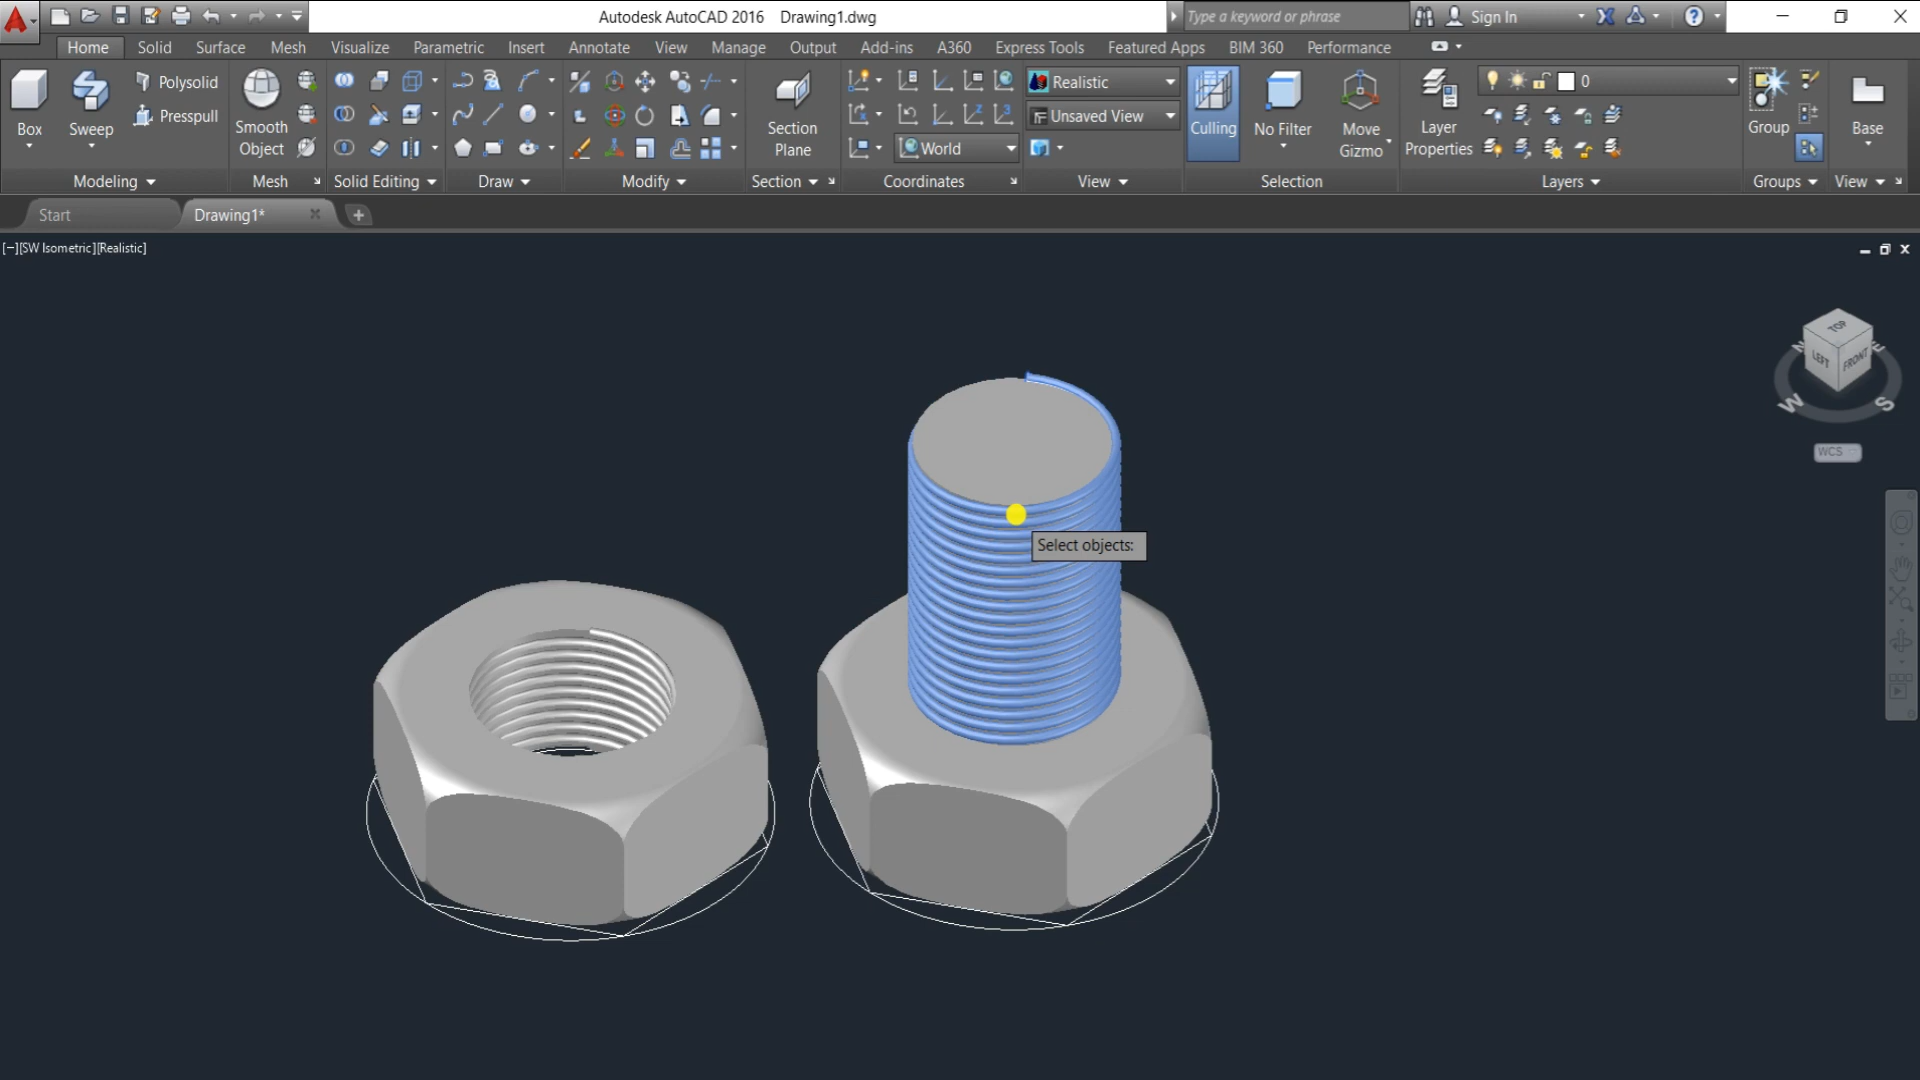 Autodesk AutoCAD 2016 Drawing1.dwg
Type a keyword or phrase
Sign In
Home Solid Surface Mesh Visualize Parametric Insert Annotate View Manage Output Add-ins A360 Express Tools Featured Apps BIM 360 Performance
Box
Sweep
Polysolid
Presspull
Smooth
Object
Section
Plane
World
Realistic
Unsaved View
Culling
No Filter
Move
Gizmo
Layer
Properties
0
Group
Base
Modeling Mesh Solid Editing Draw Modify Section Coordinates View Selection Layers Groups View
Start Drawing1*
[−][SW Isometric][Realistic]
TOP
LEFT FRONT
N E
W S
WCS
Select objects: